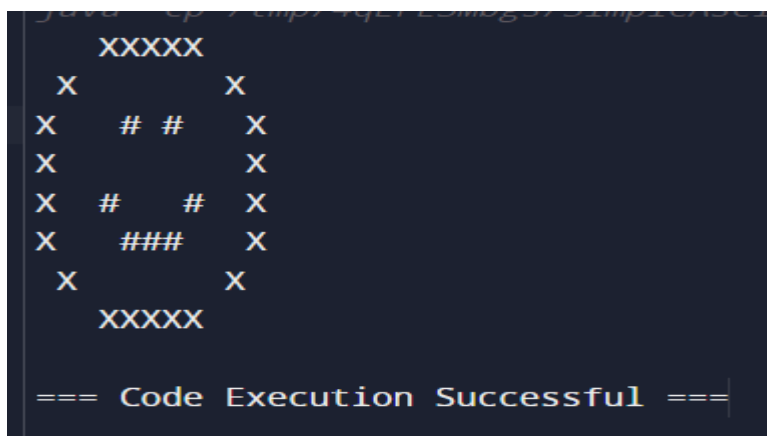 XXXXX
 X       X
X   # #   X
X         X
X  #   #  X
X   ###   X
 X       X
   XXXXX
=== Code Execution Successful ===